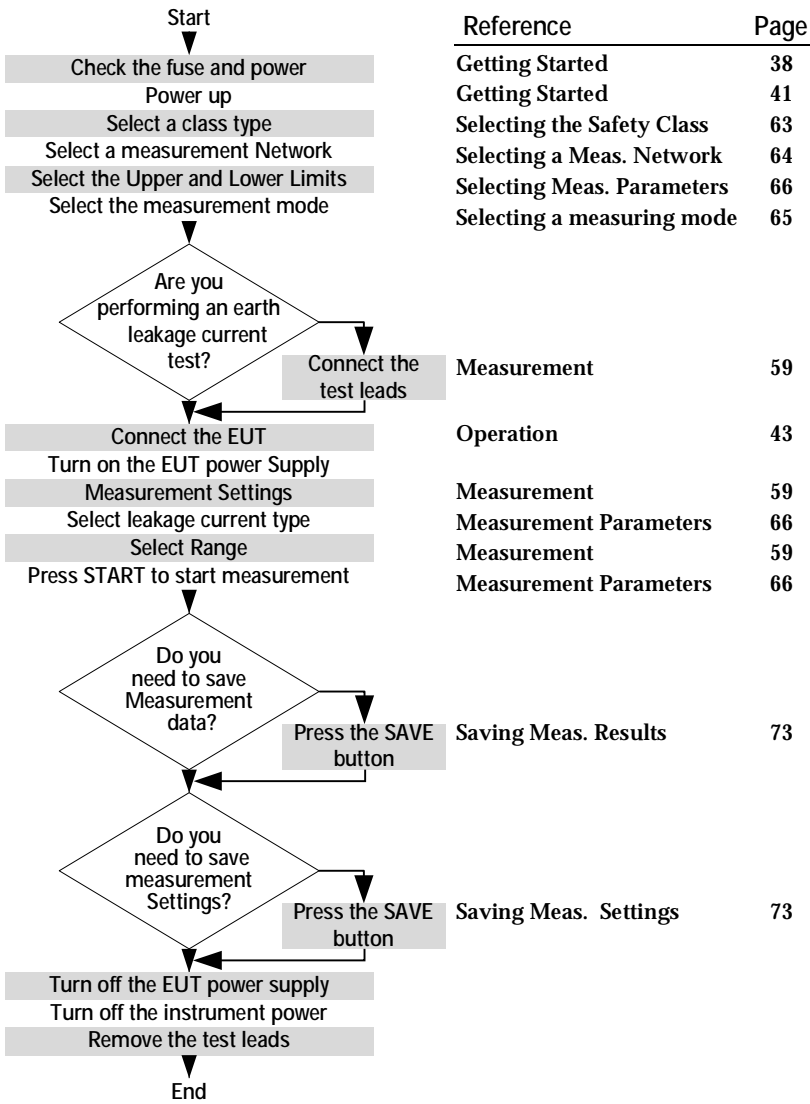 Start
Reference Page
Check the fuse and power Getting Started 38
Power up Getting Started 41
Select a class type Selecting the Safety Class 63
Select a measurement Network Selecting a Meas. Network 64
Select the Upper and Lower Limits Selecting Meas. Parameters 66
Select the measurement mode Selecting a measuring mode 65
Are you
performing an earth
leakage current
test?
Connect the Measurement 59
test leads
Connect the EUT Operation 43
Turn on the EUT power Supply
Measurement Settings Measurement 59
Select leakage current type Measurement Parameters 66
Select Range Measurement 59
Press START to start measurement Measurement Parameters 66
Do you
need to save
Measurement
data?
Press the SAVE Saving Meas. Results 73
button
Do you
need to save
measurement
Settings?
Press the SAVE Saving Meas. Settings 73
button
Turn off the EUT power supply
Turn off the instrument power
Remove the test leads
End